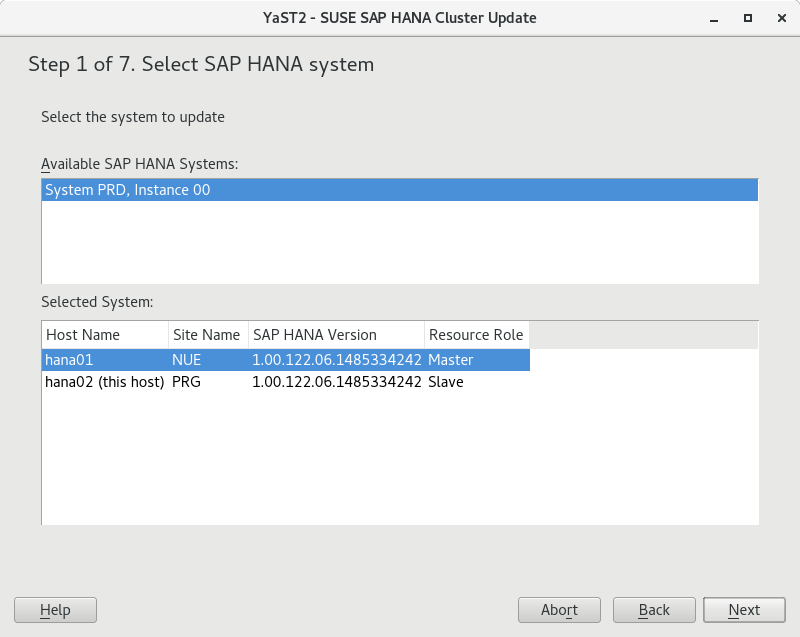 YaST2 - SUSE SAP HANA Cluster Update
Step 1 of 7. Select SAP HANA system
Select the system to update
Available SAP HANA Systems:
System PRD, Instance 00
Selected System:
Host Name Site Name SAP HANA Version Resource Role
hana01 NUE 1.00.122.06.1485334242 Master
hana02 (this host) PRG 1.00.122.06.1485334242 Slave
Help Abort Back Next